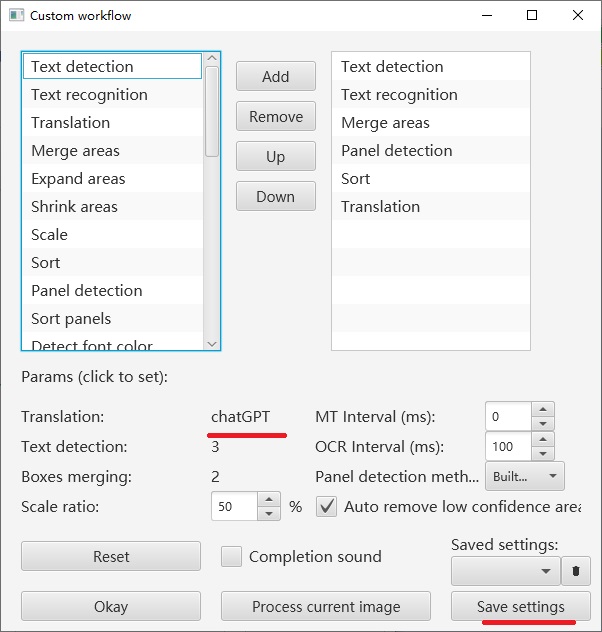 Custom workflow
Text detection
Text recognition
Translation
Merge areas
Expand areas
Shrink areas
Scale
Sort
Panel detection
Sort panels
Detect font color
Add
Remove
Up
Down
Text detection
Text recognition
Merge areas
Panel detection
Sort
Translation
Params (click to set):
Translation: chatGPT MT Interval (ms): 0
Text detection: 3 OCR Interval (ms): 100
Boxes merging: 2 Panel detection meth... Built...
Scale ratio: 50 % Auto remove low confidence area
Saved settings:
Reset Completion sound
Okay Process current image Save settings